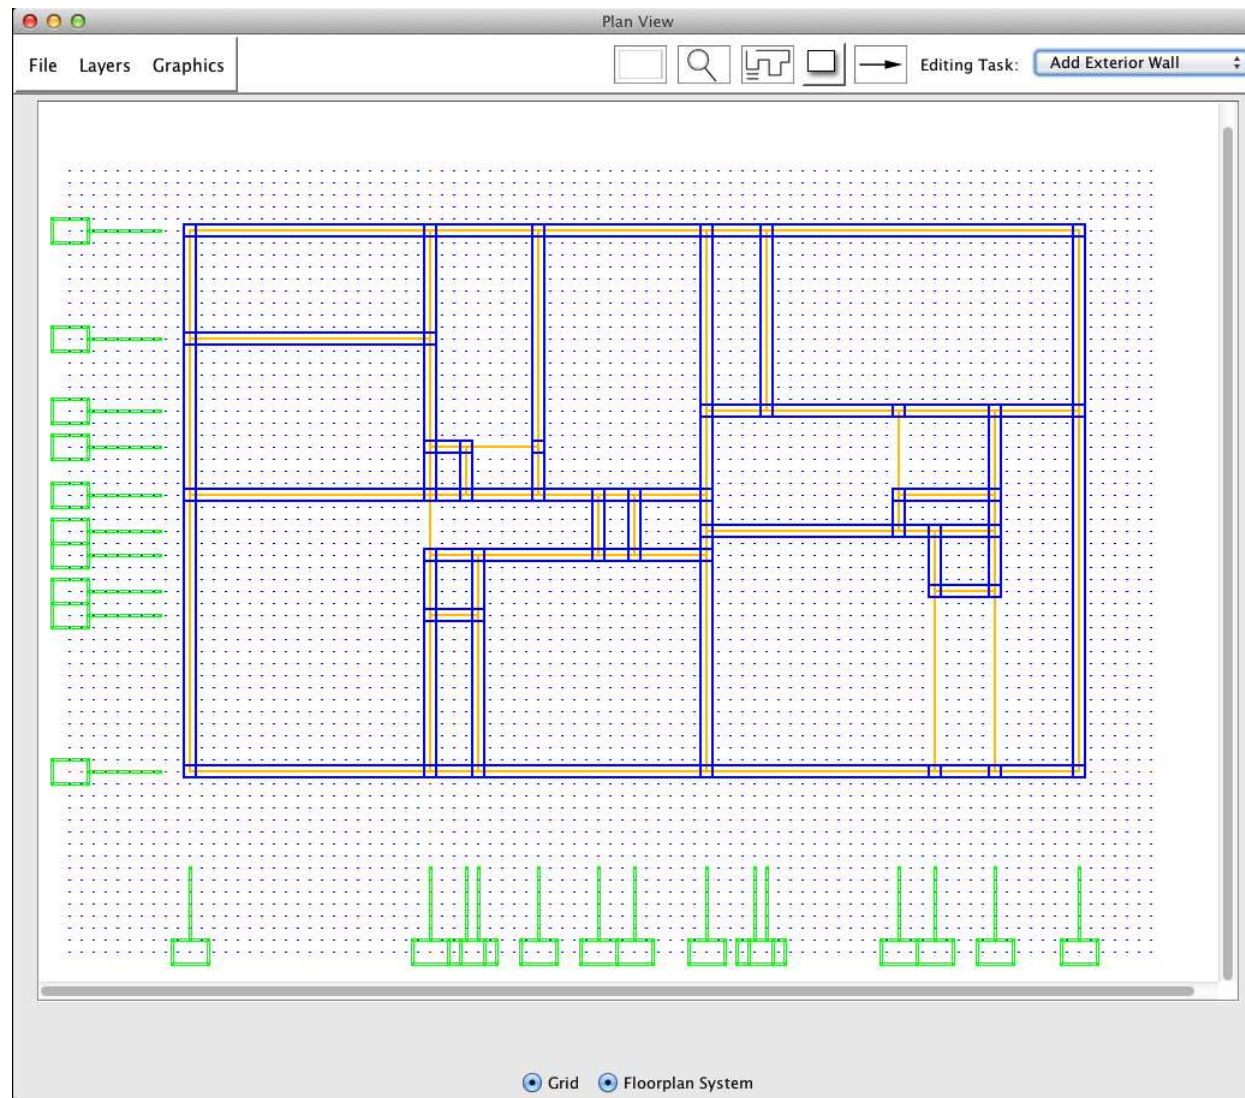 Plan View
File Layers Graphics Editing Task: Add Exterior Wall
Grid Floorplan System